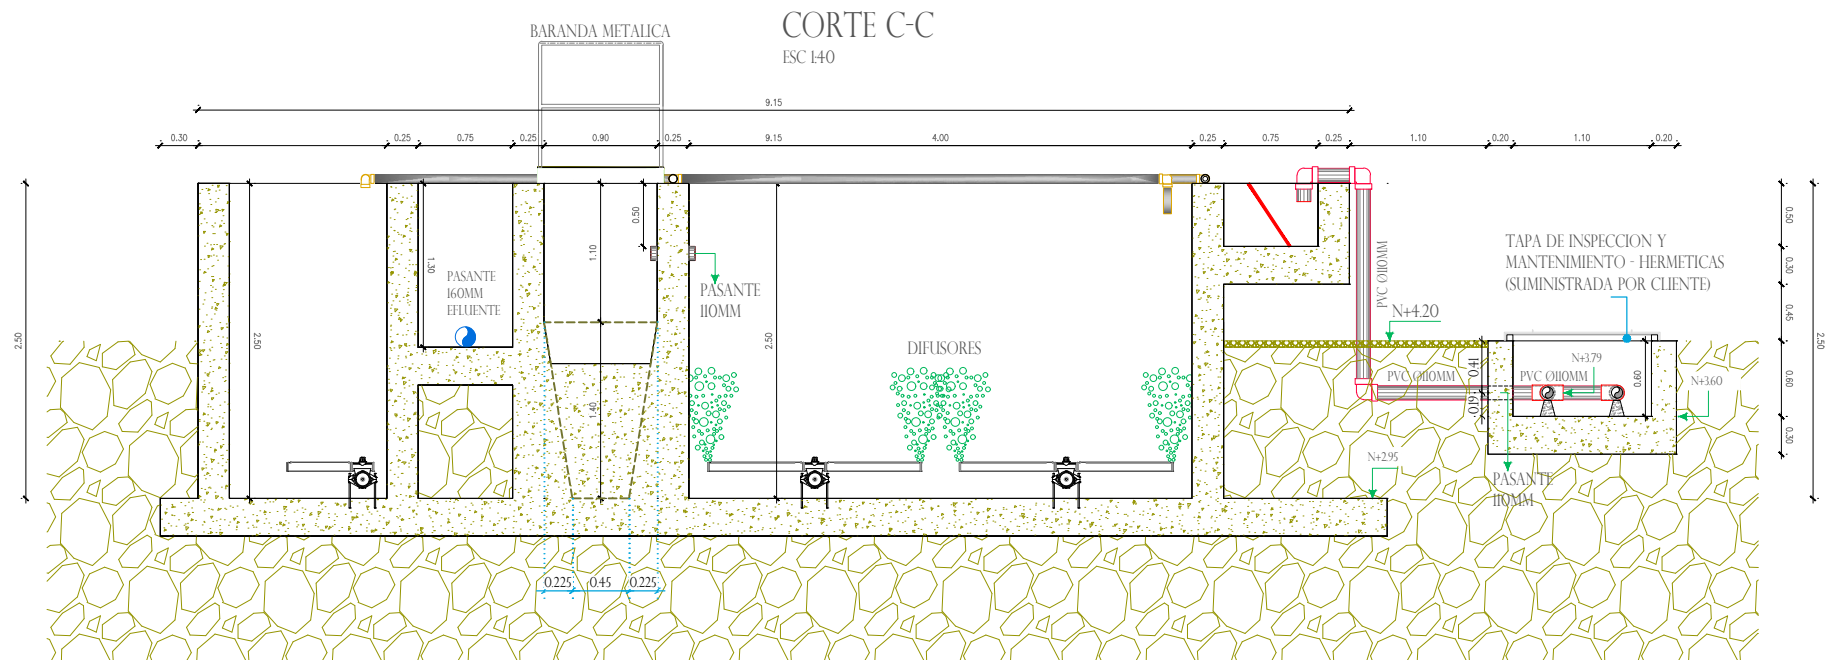 CORTE C-C
ESC 1:40
BARANDA METALICA
9.15
0.30
0.25
0.75
0.25
0.90
0.25
9.15
4.00
0.25
0.75
0.25
1.10
0.20
1.10
0.20
2.50
2.50
1.30
PASANTE
160MM
EFLUENTE
1.10
0.50
1.40
PASANTE
110MM
2.50
DIFUSORES
PVC Ø110MM
N+4.20
TAPA DE INSPECCION Y
MANTENIMIENTO - HERMETICAS
(SUMINISTRADA POR CLIENTE)
0.41
0.19
PVC Ø110MM
PVC Ø110MM
N+3.79
0.60
N+3.60
N+2.95
PASANTE
110MM
0.50
0.30
0.45
0.60
0.30
2.50
0.225
0.45
0.225